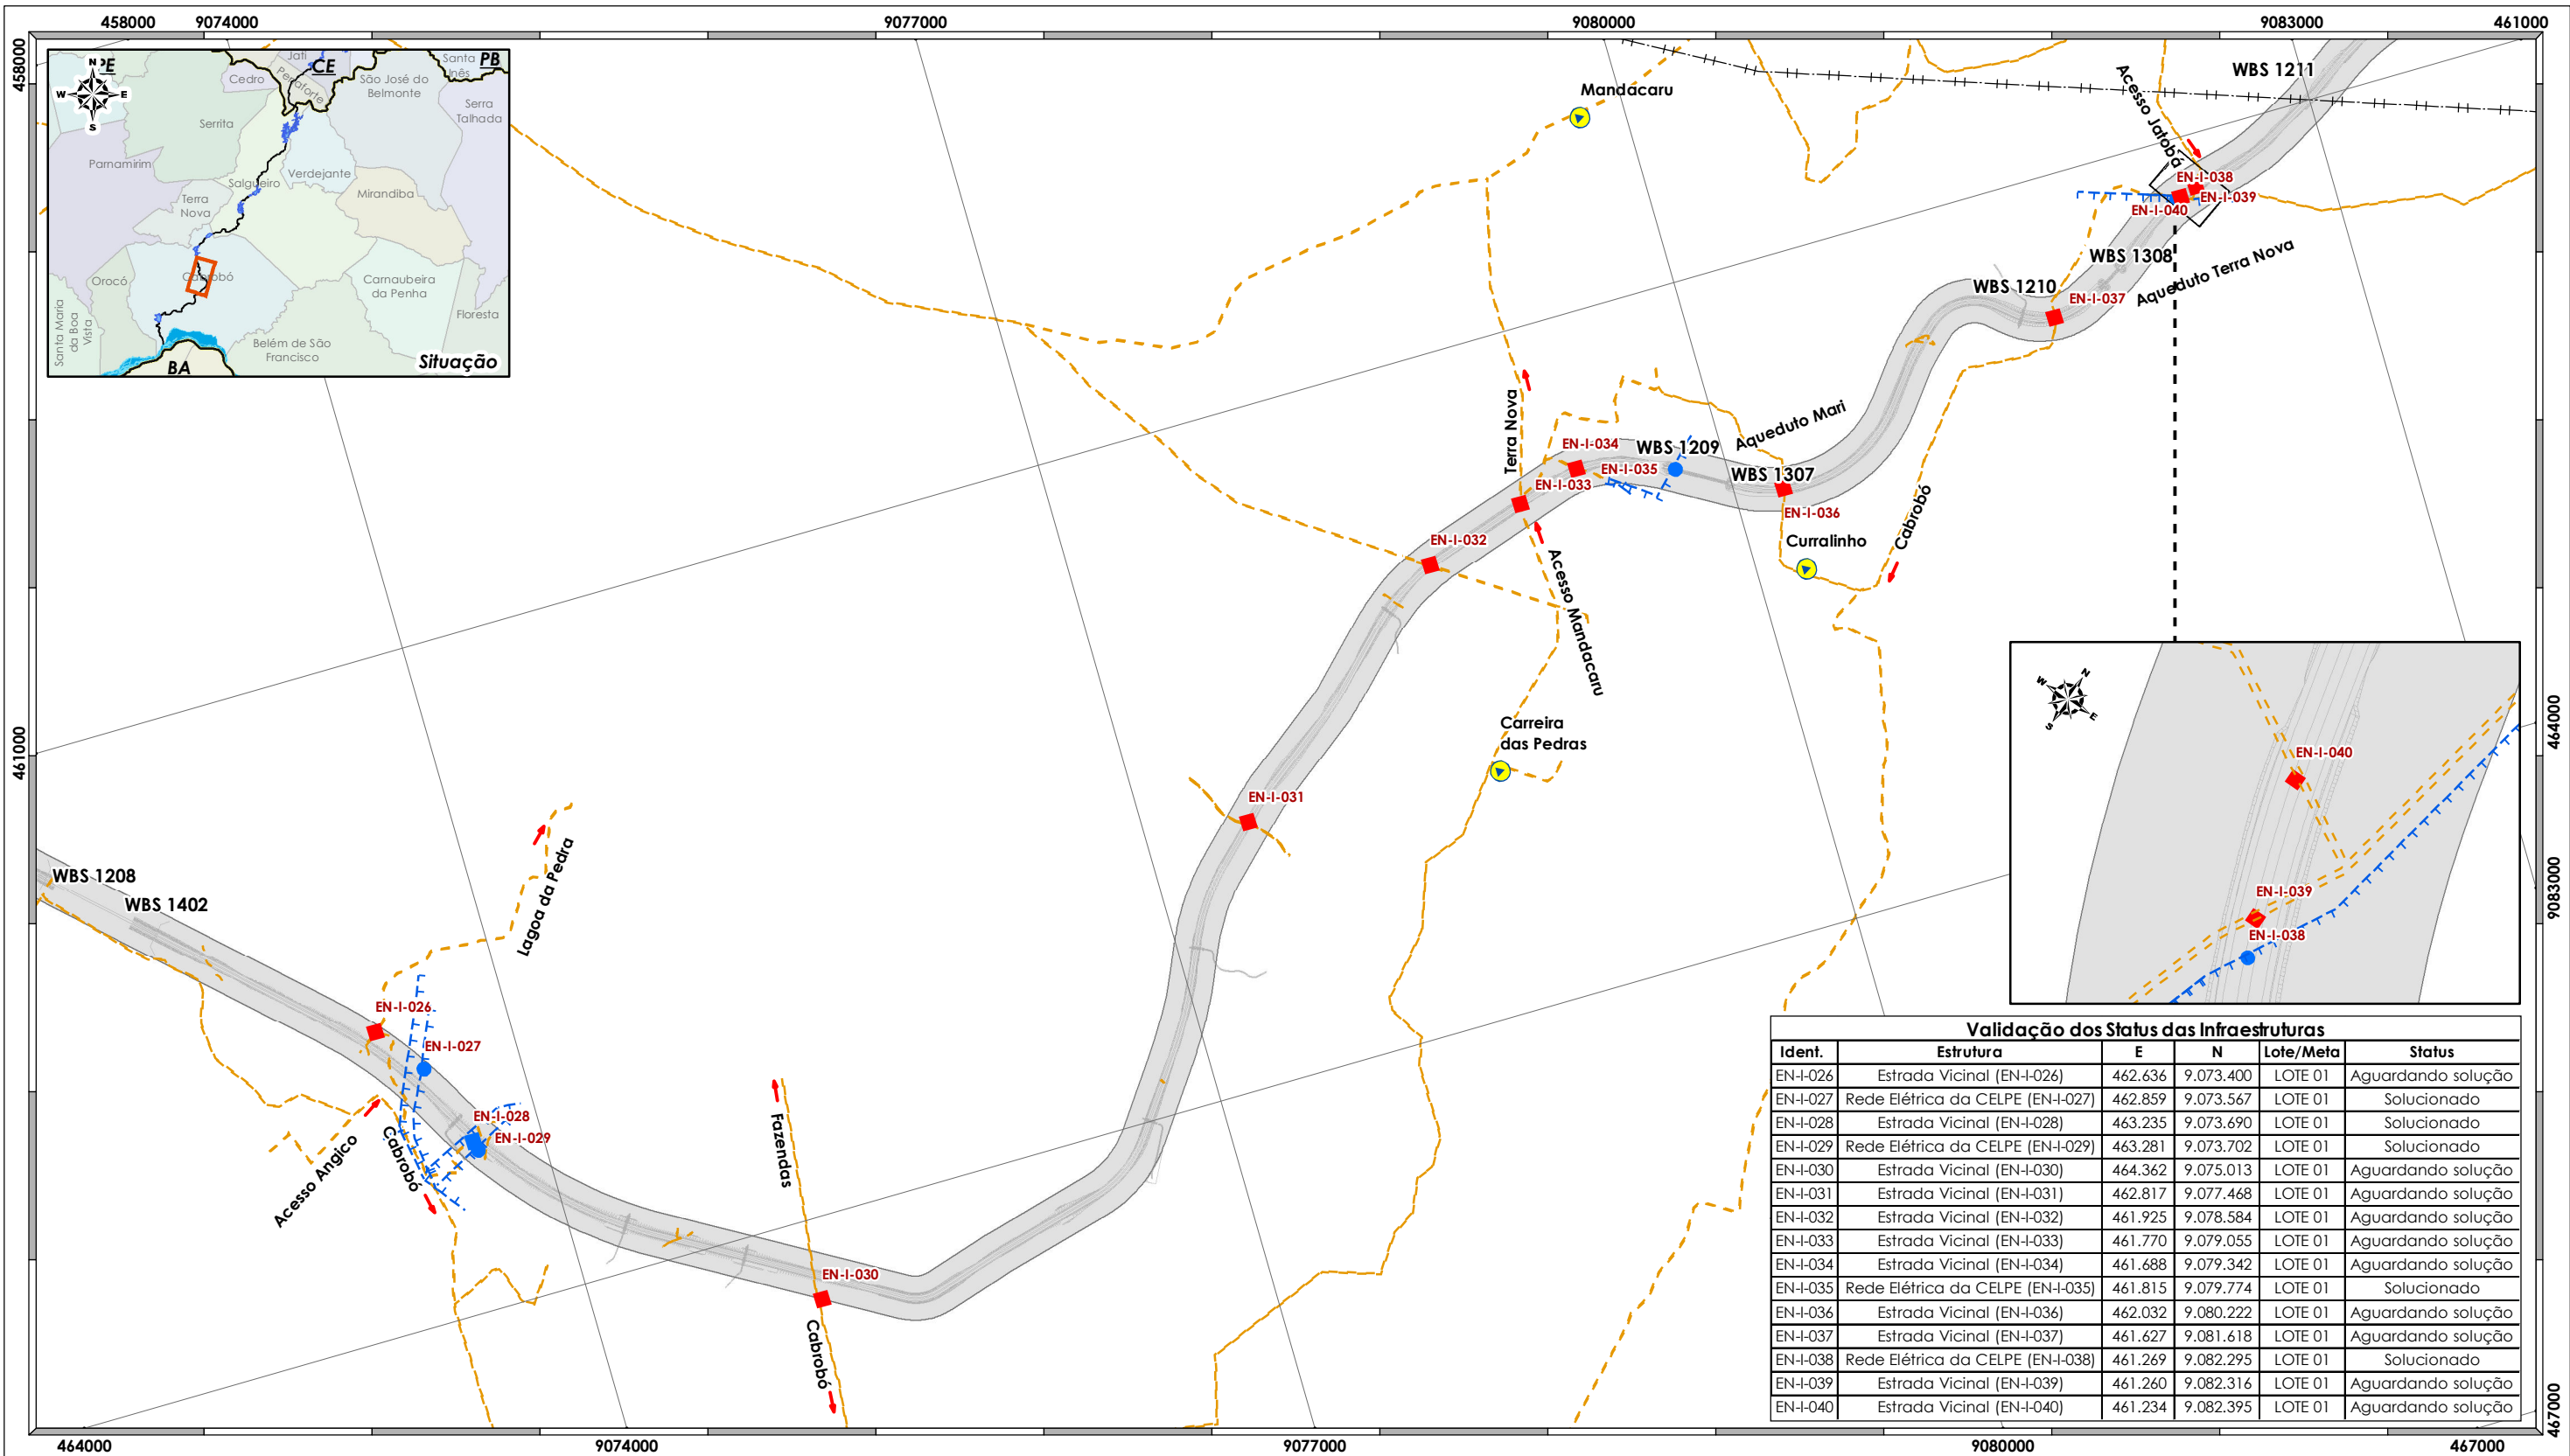 458000
9074000
9077000
9080000
9083000
461000
458000
461000
464000
9083000
467000
464000
9074000
9077000
9080000
467000
PE
CE
PB
N
W
E
S
Jati
Penaforte
Cedro
Santa
Inês
São José do
Belmonte
Serra
Talhada
Serrita
Parnamirim
Salgueiro
Verdejante
Mirandiba
Terra
Nova
Orocó
Cabrobó
Carnaubeira
da Penha
Floresta
Santa Maria
da Boa
Vista
Belém de São
Francisco
BA
Situação
Mandacaru
WBS 1211
Acesso Jatobá
EN-I-038
EN-I-039
EN-I-040
WBS 1308
Aqueduto Terra Nova
WBS 1210
EN-I-037
Terra Nova
EN-I-034
WBS 1209
Aqueduto Mari
EN-I-035
WBS 1307
EN-I-033
EN-I-036
EN-I-032
Curralinho
Cabrobó
Acesso Mandacaru
Carreira
das Pedras
EN-I-031
Lagoa da Pedra
WBS 1208
WBS 1402
EN-I-026
EN-I-027
EN-I-028
EN-I-029
Acesso Angico
Cabrobó
Fazendas
EN-I-030
Cabrobó
N
W
E
S
EN-I-040
EN-I-039
EN-I-038
Validação dos Status das Infraestruturas
Ident. Estrutura E N Lote/Meta Status
EN-I-026 Estrada Vicinal (EN-I-026) 462.636 9.073.400 LOTE 01 Aguardando solução
EN-I-027 Rede Elétrica da CELPE (EN-I-027) 462.859 9.073.567 LOTE 01 Solucionado
EN-I-028 Estrada Vicinal (EN-I-028) 463.235 9.073.690 LOTE 01 Solucionado
EN-I-029 Rede Elétrica da CELPE (EN-I-029) 463.281 9.073.702 LOTE 01 Solucionado
EN-I-030 Estrada Vicinal (EN-I-030) 464.362 9.075.013 LOTE 01 Aguardando solução
EN-I-031 Estrada Vicinal (EN-I-031) 462.817 9.077.468 LOTE 01 Aguardando solução
EN-I-032 Estrada Vicinal (EN-I-032) 461.925 9.078.584 LOTE 01 Aguardando solução
EN-I-033 Estrada Vicinal (EN-I-033) 461.770 9.079.055 LOTE 01 Aguardando solução
EN-I-034 Estrada Vicinal (EN-I-034) 461.688 9.079.342 LOTE 01 Aguardando solução
EN-I-035 Rede Elétrica da CELPE (EN-I-035) 461.815 9.079.774 LOTE 01 Solucionado
EN-I-036 Estrada Vicinal (EN-I-036) 462.032 9.080.222 LOTE 01 Aguardando solução
EN-I-037 Estrada Vicinal (EN-I-037) 461.627 9.081.618 LOTE 01 Aguardando solução
EN-I-038 Rede Elétrica da CELPE (EN-I-038) 461.269 9.082.295 LOTE 01 Solucionado
EN-I-039 Estrada Vicinal (EN-I-039) 461.260 9.082.316 LOTE 01 Aguardando solução
EN-I-040 Estrada Vicinal (EN-I-040) 461.234 9.082.395 LOTE 01 Aguardando solução